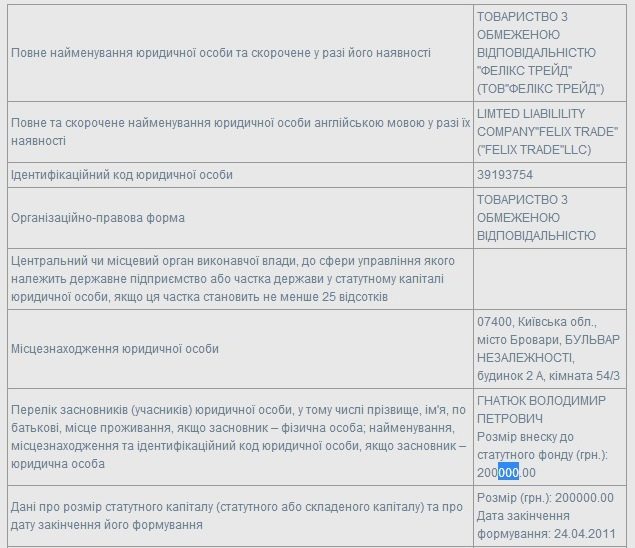 Повне найменування юридичної особи та скорочене у разі його наявності
ТОВАРИСТВО З
ОБМЕЖЕНОЮ
ВІДПОВІДАЛЬНІСТЮ
"ФЕЛІКС ТРЕЙД"
(ТОВ"ФЕЛІКС ТРЕЙД")
Повне та скорочене найменування юридичної особи англійською мовою у разі їх
наявності
LIMTED LIABILILITY
COMPANY"FELIX TRADE"
("FELIX TRADE"LLC)
Ідентифікаційний код юридичної особи
39193754
Організаційно-правова форма
ТОВАРИСТВО З
ОБМЕЖЕНОЮ
ВІДПОВІДАЛЬНІСТЮ
Центральний чи місцевий орган виконавчої влади, до сфери управління якого
належить державне підприємство або частка держави у статутному капіталі
юридичної особи, якщо ця частка становить не менше 25 відсотків
Місцезнаходження юридичної особи
07400, Київська обл.,
місто Бровари, БУЛЬВАР
НЕЗАЛЕЖНОСТІ,
будинок 2 А, кімната 54/3
Перелік засновників (учасників) юридичної особи, у тому числі прізвище, ім'я, по
батькові, місце проживання, якщо засновник – фізична особа; найменування,
місцезнаходження та ідентифікаційний код юридичної особи, якщо засновник –
юридична особа
ГНАТЮК ВОЛОДИМИР
ПЕТРОВИЧ
Розмір внеску до
статутного фонду (грн.):
200000.00
Дані про розмір статутного капіталу (статутного або складеного капіталу) та про
дату закінчення його формування
Розмір (грн.): 200000.00
Дата закінчення
формування: 24.04.2011